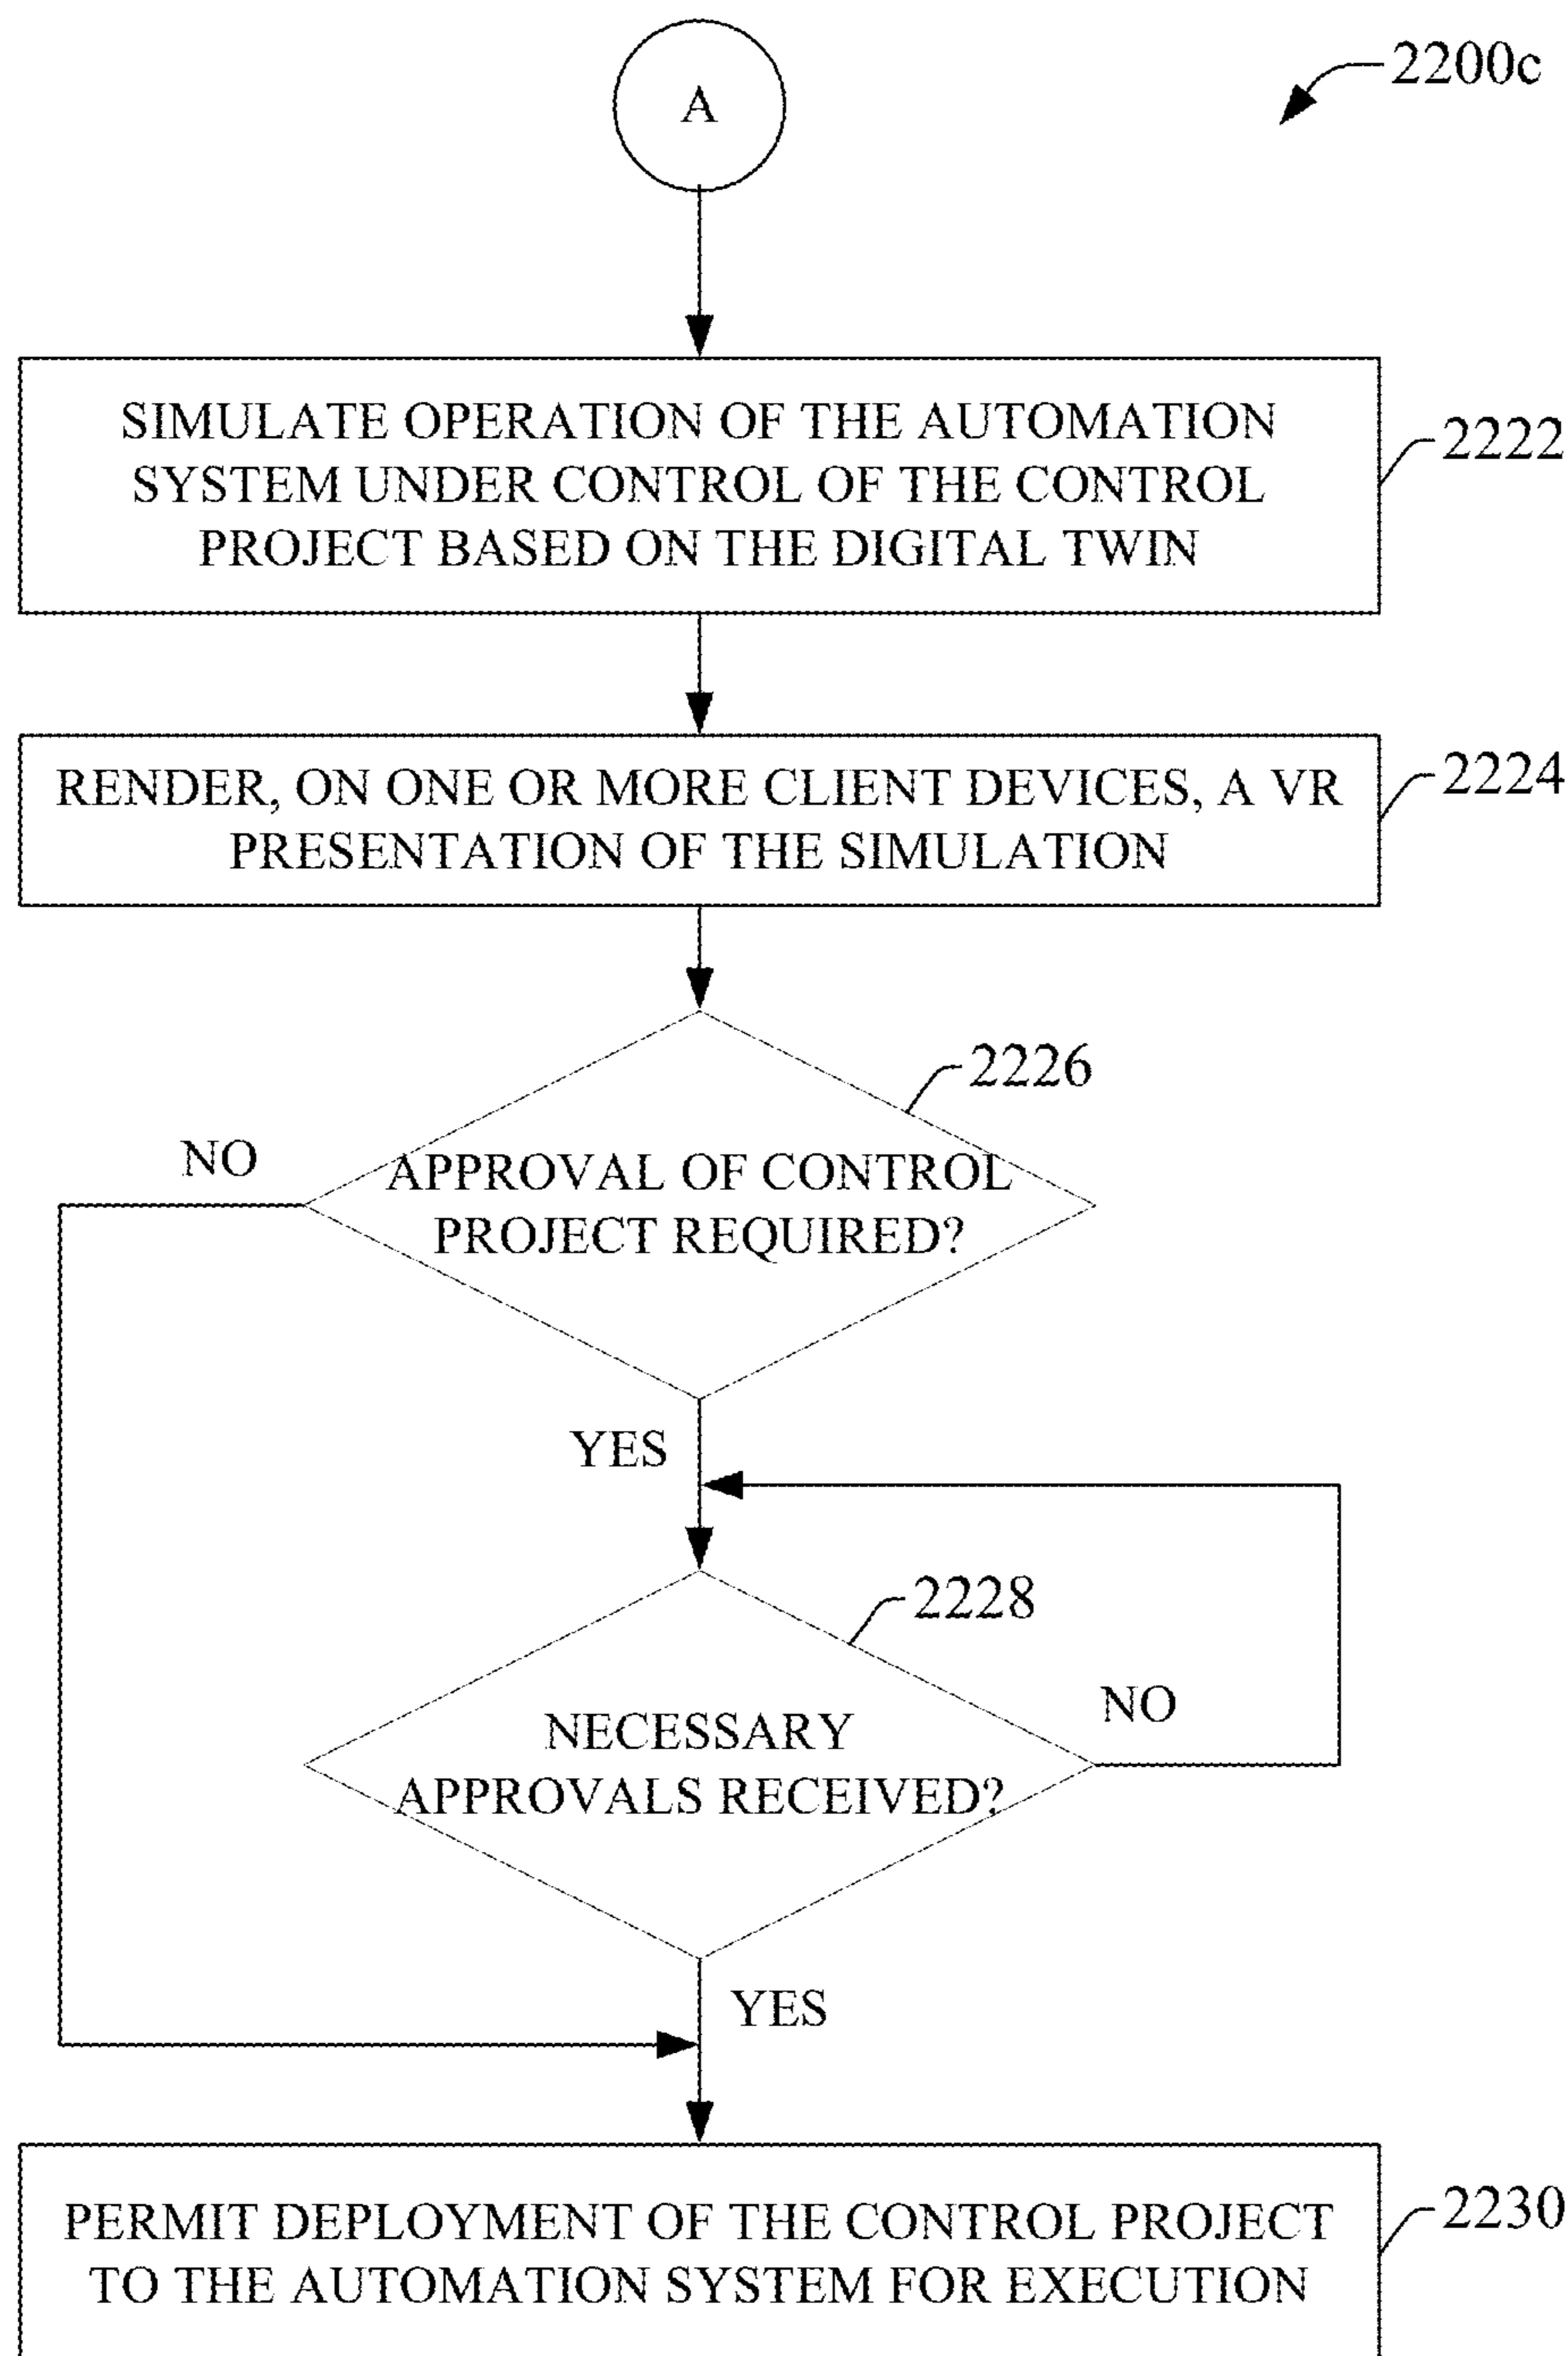 A
2200c
SIMULATE OPERATION OF THE AUTOMATION
SYSTEM UNDER CONTROL OF THE CONTROL
PROJECT BASED ON THE DIGITAL TWIN
2222
RENDER, ON ONE OR MORE CLIENT DEVICES, A VR
PRESENTATION OF THE SIMULATION
2224
2226
NO
APPROVAL OF CONTROL
PROJECT REQUIRED?
YES
2228
NO
NECESSARY
APPROVALS RECEIVED?
YES
PERMIT DEPLOYMENT OF THE CONTROL PROJECT
TO THE AUTOMATION SYSTEM FOR EXECUTION
2230